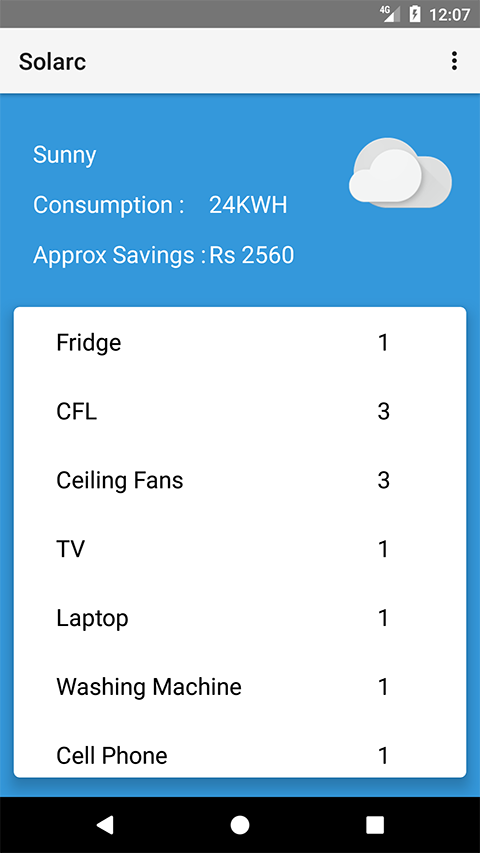 4G 12:07
Solarc
Sunny
Consumption : 24KWH
Approx Savings : Rs 2560
Fridge 1
CFL 3
Ceiling Fans 3
TV 1
Laptop 1
Washing Machine 1
Cell Phone 1